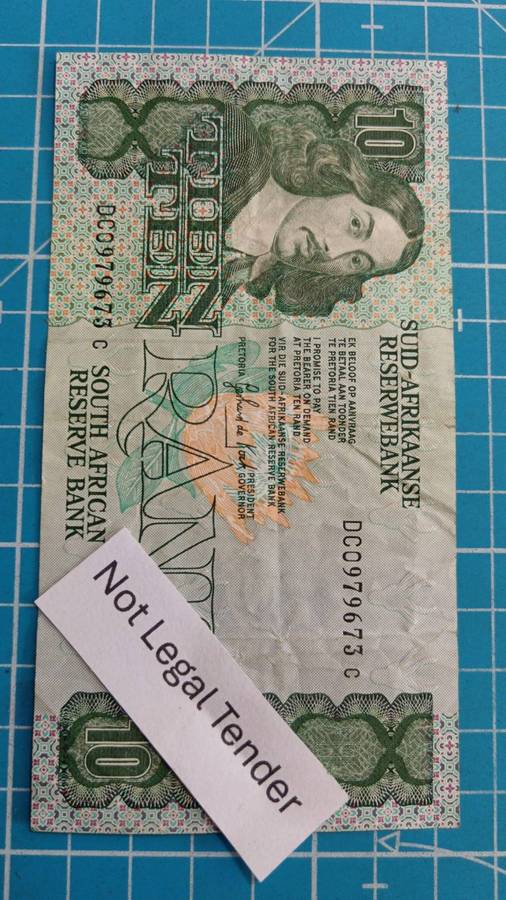 10
SUID-AFRIKAANSE
RESERWEBANK
DC0979673 C
EK BELOOF OP AANVRAAG
TE BETAAL AAN TOONDER
TE PRETORIA TIEN RAND
I PROMISE TO PAY
THE BEARER ON DEMAND
AT PRETORIA TEN RAND
VIR DIE SUID-AFRIKAANSE RESERWEBANK
FOR THE SOUTH AFRICAN RESERVE BANK
PRESIDENT
PRETORIA GOVERNOR
TIEN
TEN
RAND
DC0979673 C
SOUTH AFRICAN
RESERVE BANK
10
Not Legal Tender